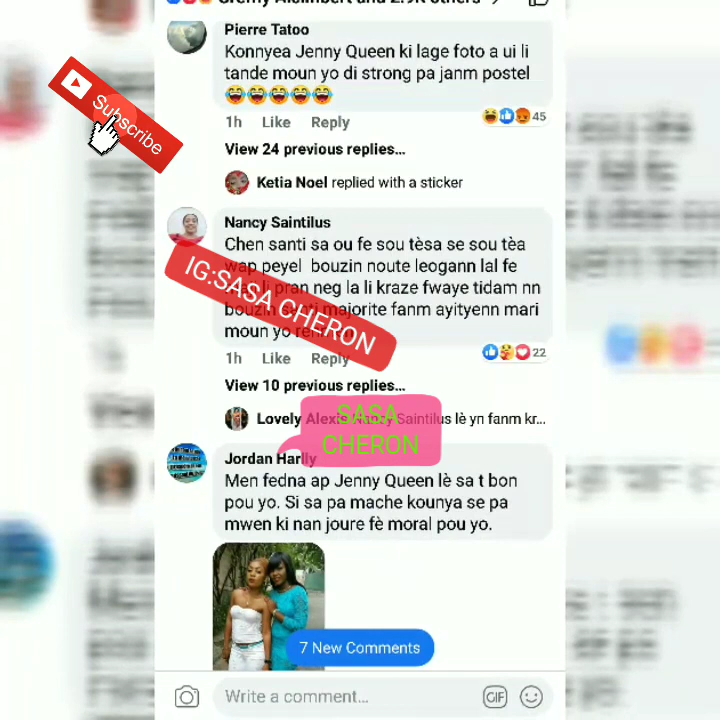 Pierre Tatoo
Konnyea Jenny Queen ki lage foto a ui li
tande moun yo di strong pa janm postel
😂😂😂😂😂
1h Like Reply
45
View 24 previous replies...
Ketia Noel replied with a sticker
Subscribe
Nancy Saintilus
Chen santi sa ou fe sou tèsa se sou tèa
wap peyel bouzin noute leogann lal fe
li pran neg la li kraze fwaye tidam nn
bouzin santi majorite fanm ayityenn mari
moun yo
IG:SASA CHERON
1h Like Reply
22
View 10 previous replies...
Lovely Alexis Nancy Saintilus lè yn fanm kr...
SASA
CHERON
Jordan Harlly
Men fedna ap Jenny Queen lè sa t bon
pou yo. Si sa pa mache kounya se pa
mwen ki nan joure fè moral pou yo.
7 New Comments
Write a comment...
GIF